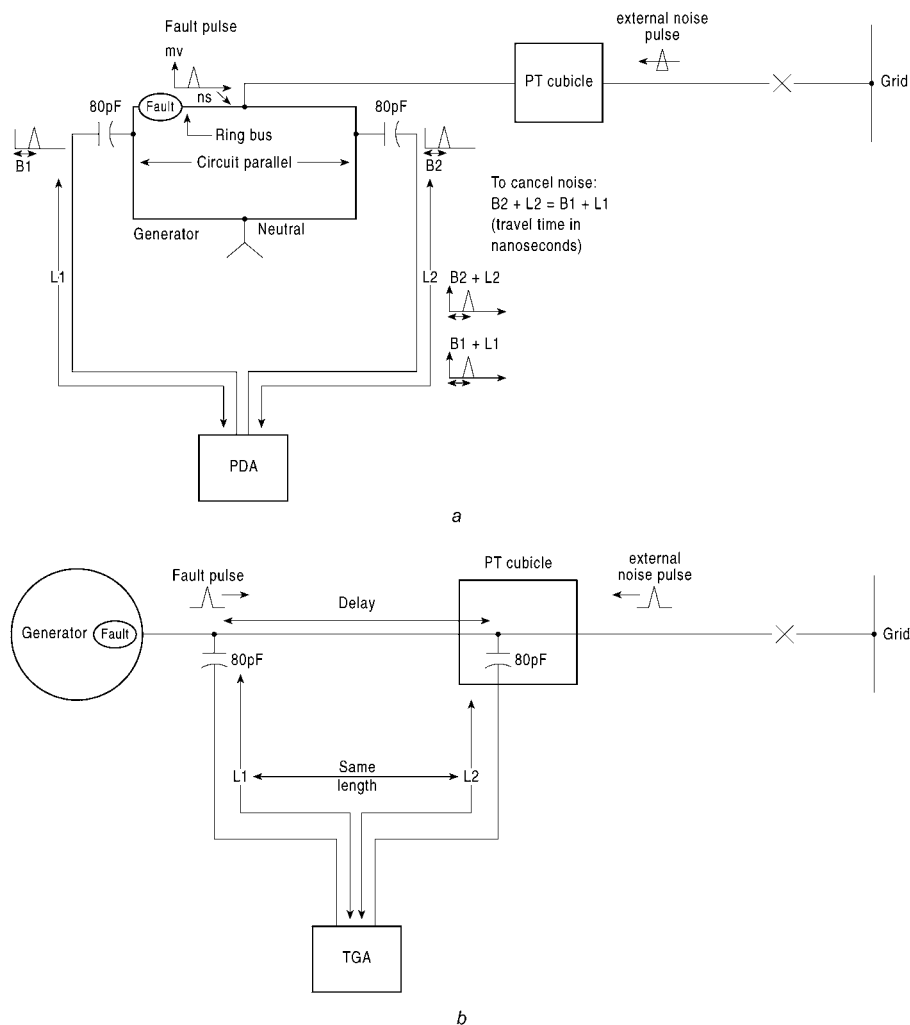 Fault pulse
mv
ns
external noise
pulse
PT cubicle
Grid
80pF
Fault
80pF
Ring bus
B1
Circuit parallel
B2
To cancel noise:
B2 + L2 = B1 + L1
(travel time in
nanoseconds)
Generator
Neutral
L1
L2
B2 + L2
B1 + L1
PDA
a
Fault pulse
PT cubicle
external
noise pulse
Delay
Generator
Fault
Grid
80pF
80pF
L1
Same
length
L2
TGA
b